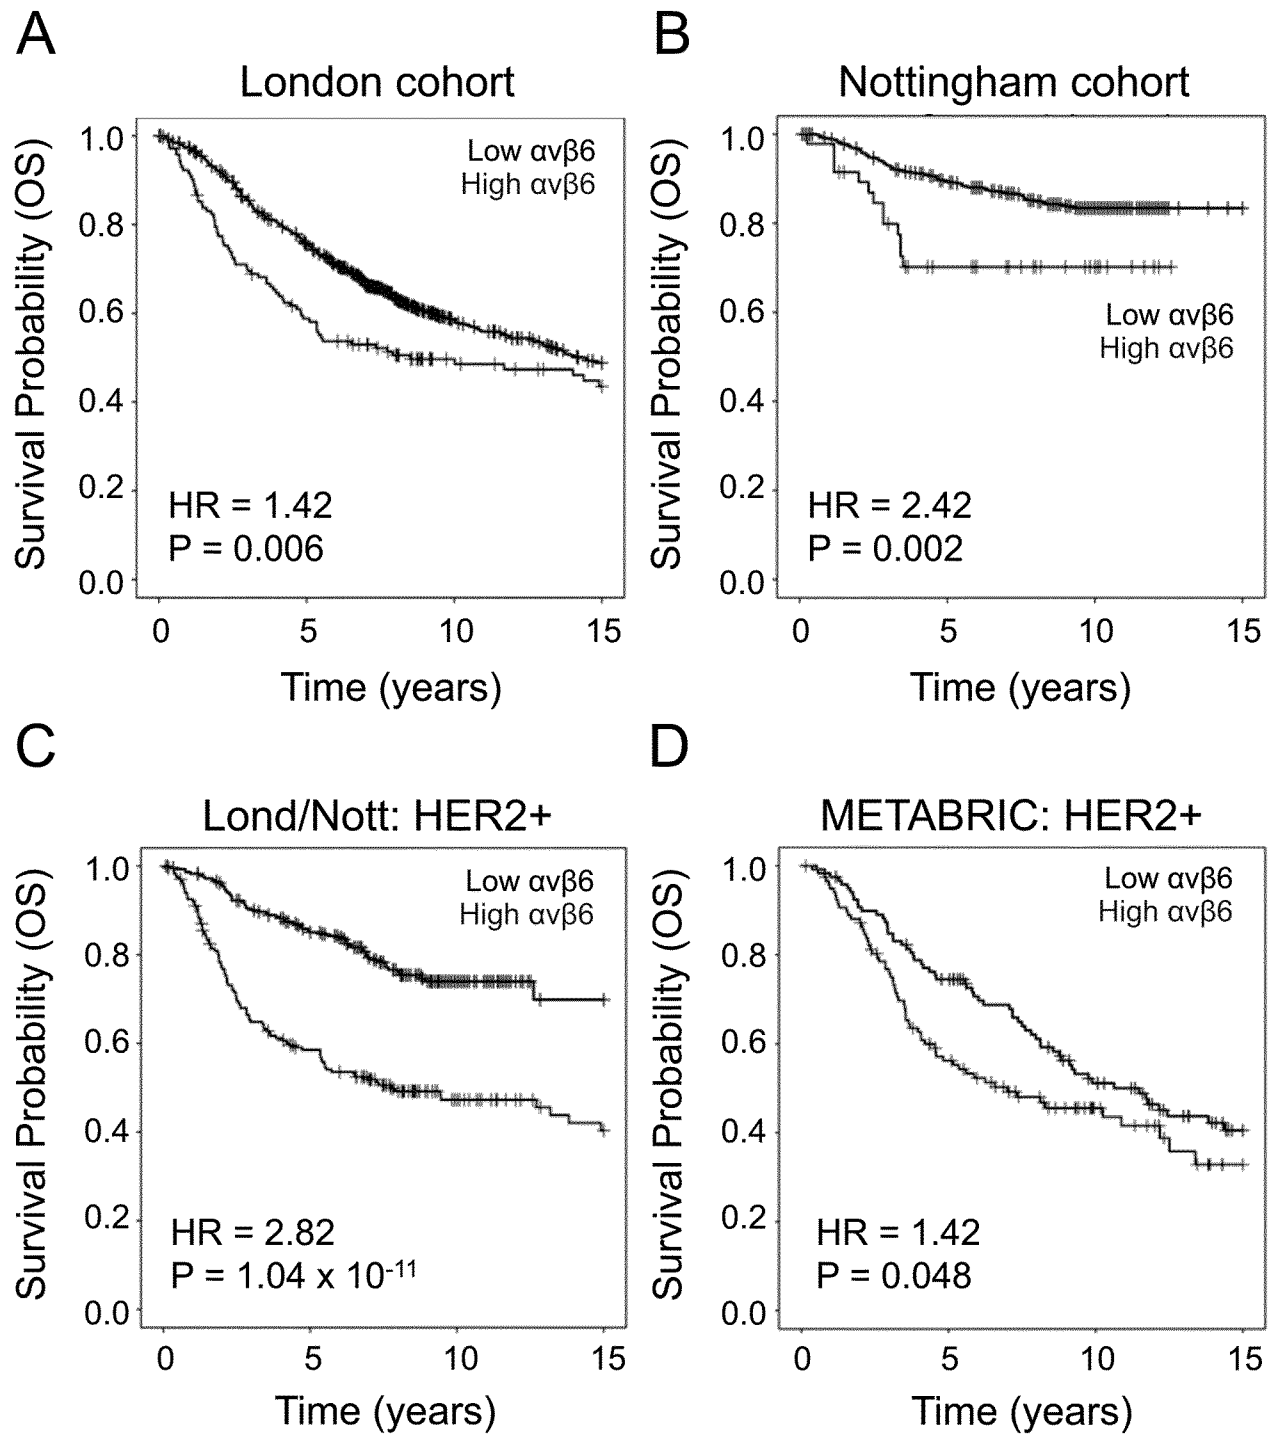 A
London cohort
Survival Probability (OS)
1.0
0.8
0.6
0.4
0.2
0.0
Low αvβ6
High αvβ6
HR = 1.42
P = 0.006
0 5 10 15
Time (years)
B
Nottingham cohort
Survival Probability (OS)
1.0
0.8
0.6
0.4
0.2
0.0
Low αvβ6
High αvβ6
HR = 2.42
P = 0.002
0 5 10 15
Time (years)
C
Lond/Nott: HER2+
Survival Probability (OS)
1.0
0.8
0.6
0.4
0.2
0.0
Low αvβ6
High αvβ6
HR = 2.82
P = 1.04 x 10⁻¹¹
0 5 10 15
Time (years)
D
METABRIC: HER2+
Survival Probability (OS)
1.0
0.8
0.6
0.4
0.2
0.0
Low αvβ6
High αvβ6
HR = 1.42
P = 0.048
0 5 10 15
Time (years)